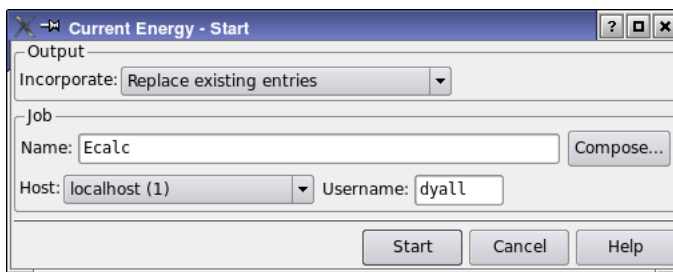 Current Energy - Start ?
Output
Incorporate: Replace existing entries
Job
Name: Ecalc Compose...
Host: localhost (1) Username: dyall
Start Cancel Help